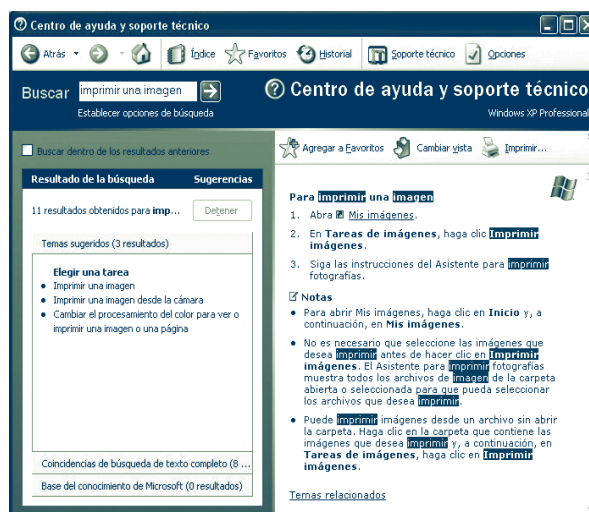 Centro de ayuda y soporte técnico
Atrás Índice Favoritos Historial Soporte técnico Opciones
Buscar imprimir una imagen
Establecer opciones de búsqueda
Centro de ayuda y soporte técnico
Windows XP Professional
Buscar dentro de los resultados anteriores
Resultado de la búsqueda Sugerencias
11 resultados obtenidos para imp... Detener
Temas sugeridos (3 resultados)
Elegir una tarea
• Imprimir una imagen
• Imprimir una imagen desde la cámara
• Cambiar el procesamiento del color para ver o
imprimir una imagen o una página
Coincidencias de búsqueda de texto completo (8 ...
Base del conocimiento de Microsoft (0 resultados)
Agregar a Favoritos Cambiar vista Imprimir...
Para imprimir una imagen
1. Abra Mis imágenes.
2. En Tareas de imágenes, haga clic Imprimir
imágenes.
3. Siga las instrucciones del Asistente para imprimir
fotografías.
Notas
• Para abrir Mis imágenes, haga clic en Inicio y, a
continuación, en Mis imágenes.
• No es necesario que seleccione las imágenes que
desea imprimir antes de hacer clic en Imprimir
imágenes. El Asistente para imprimir fotografías
muestra todos los archivos de imagen de la carpeta
abierta o seleccionada para que pueda seleccionar
los archivos que desea imprimir.
• Puede imprimir imágenes desde un archivo sin abrir
la carpeta. Haga clic en la carpeta que contiene las
imágenes que desea imprimir y, a continuación, en
Tareas de imágenes, haga clic en Imprimir
imágenes.
Temas relacionados